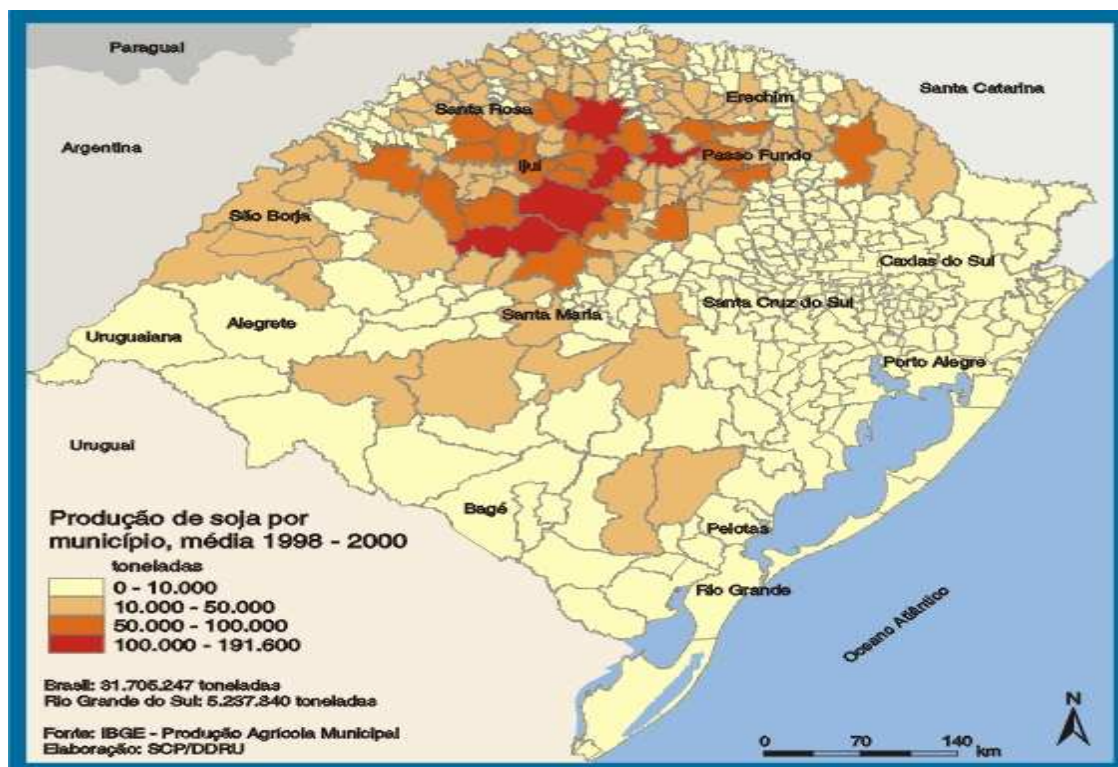 Paraguai
Santa Catarina
Erechim
Santa Rosa
Argentina
Passo Fundo
Ijuí
São Borja
Caxias do Sul
Santa Cruz do Sul
Santa Maria
Alegrete
Uruguaiana
Porto Alegre
Uruguai
Bagé
Pelotas
Rio Grande
Oceano Atlântico
Produção de soja por
município, média 1998 - 2000
toneladas
0 - 10.000
10.000 - 50.000
50.000 - 100.000
100.000 - 191.600
Brasil: 31.705.247 toneladas
Rio Grande do Sul: 5.237.840 toneladas
Fonte: IBGE - Produção Agrícola Municipal
Elaboração: SCP/DDRU
N
0 70 140 km